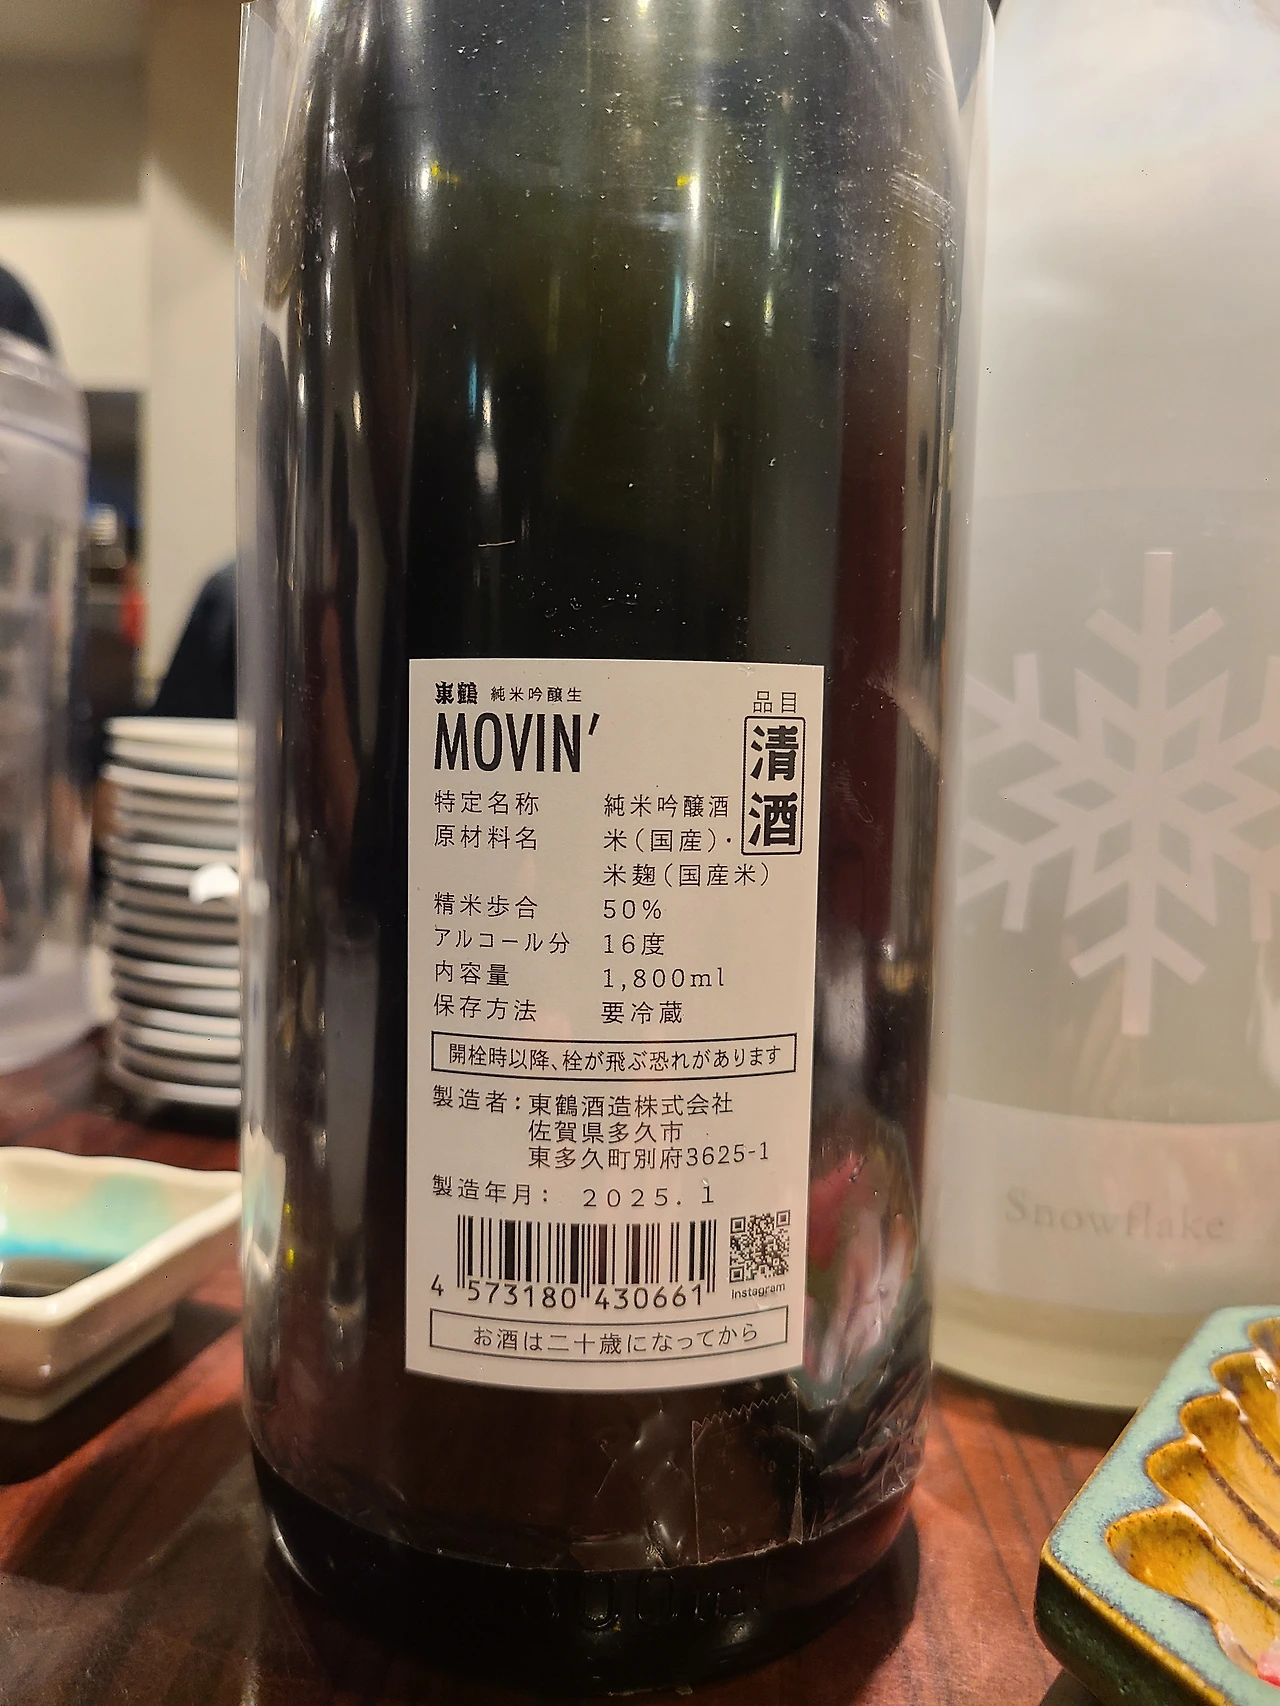 東鶴 純米吟醸生
MOVIN'
品目
清酒
特定名称 純米吟醸酒
原材料名 米(国産)・
米麹(国産米)
精米歩合 50%
アルコール分 16度
内容量 1,800ml
保存方法 要冷蔵
開栓時以降、栓が飛ぶ恐れがあります
製造者:東鶴酒造株式会社
佐賀県多久市
東多久町別府3625-1
製造年月: 2025. 1
4 573180 430661
Instagram
お酒は二十歳になってから
Snowflake